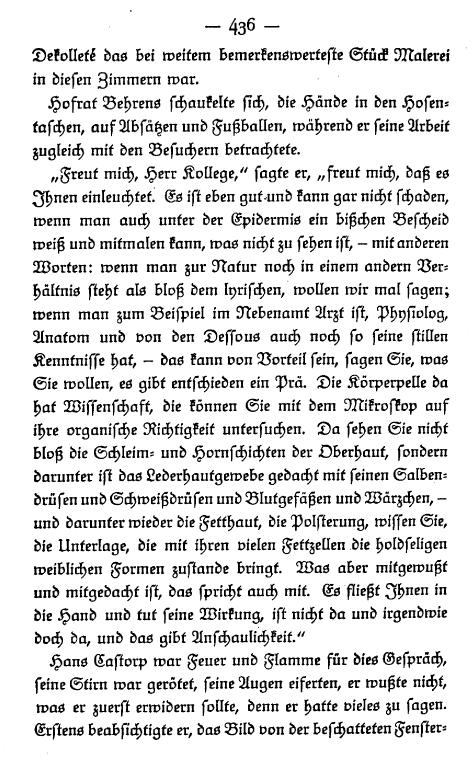 — 436 —
Dekolleté das bei weitem bemerkenswerteste Stück Malerei
in diesen Zimmern war.
Hofrat Behrens schaukelte sich, die Hände in den Hosen-
taschen, auf Absätzen und Fußballen, während er seine Arbeit
zugleich mit den Besuchern betrachtete.
„Freut mich, Herr Kollege,“ sagte er, „freut mich, daß es
Ihnen einleuchtet. Es ist eben gut und kann gar nicht schaden,
wenn man auch unter der Epidermis ein bißchen Bescheid
weiß und mitmalen kann, was nicht zu sehen ist, – mit anderen
Worten: wenn man zur Natur noch in einem andern Ver-
hältnis steht als bloß dem lyrischen, wollen wir mal sagen;
wenn man zum Beispiel im Nebenamt Arzt ist, Physiolog,
Anatom und von den Dessous auch noch so seine stillen
Kenntnisse hat, – das kann von Vorteil sein, sagen Sie, was
Sie wollen, es gibt entschieden ein Prä. Die Körperpelle da
hat Wissenschaft, die können Sie mit dem Mikroskop auf
ihre organische Richtigkeit untersuchen. Da sehen Sie nicht
bloß die Schleim- und Hornschichten der Oberhaut, sondern
darunter ist das Lederhautgewebe gedacht mit seinen Salben-
drüsen und Schweißdrüsen und Blutgefäßen und Wärzchen, –
und darunter wieder die Fetthaut, die Polsterung, wissen Sie,
die Unterlage, die mit ihren vielen Fettzellen die holdseligen
weiblichen Formen zustande bringt. Was aber mitgewußt
und mitgedacht ist, das spricht auch mit. Es fließt Ihnen in
die Hand und tut seine Wirkung, ist nicht da und irgendwie
doch da, und das gibt Anschaulichkeit.“
Hans Castorp war Feuer und Flamme für dies Gespräch,
seine Stirn war gerötet, seine Augen eiferten, er wußte nicht,
was er zuerst erwidern sollte, denn er hatte vieles zu sagen.
Erstens beabsichtigte er, das Bild von der beschatteten Fenster-